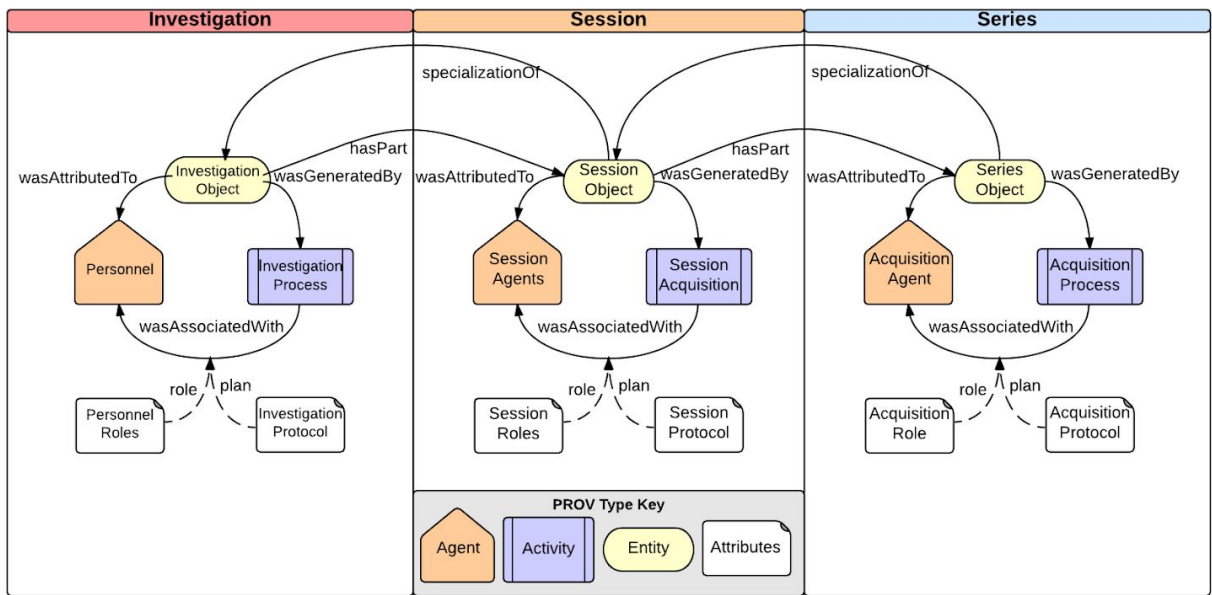 Investigation
Session
Series
specializationOf
specializationOf
hasPart
hasPart
wasAttributedTo
Investigation
Object
wasGeneratedBy
wasAttributedTo
Session
Object
wasGeneratedBy
wasAttributedTo
Series
Object
wasGeneratedBy
Personnel
Investigation
Process
Session
Agents
Session
Acquisition
Acquisition
Agent
Acquisition
Process
wasAssociatedWith
wasAssociatedWith
wasAssociatedWith
role
plan
role
plan
role
plan
Personnel
Roles
Investigation
Protocol
Session
Roles
Session
Protocol
Acquisition
Role
Acquisition
Protocol
PROV Type Key
Agent
Activity
Entity
Attributes